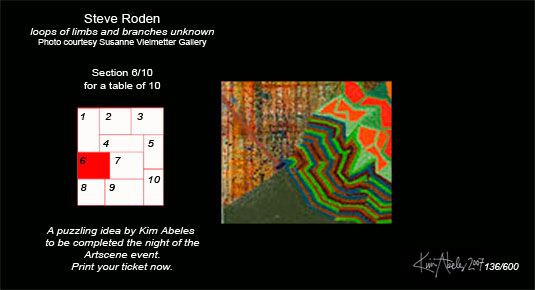 Steve Roden
loops of limbs and branches unknown
Photo courtesy Susanne Vielmetter Gallery
Section 6/10
for a table of 10
1 2 3
4 5
6 7
8 9 10
A puzzling idea by Kim Abeles
to be completed the night of the
Artscene event.
Print your ticket now.
Kim Abeles 2007 136/600